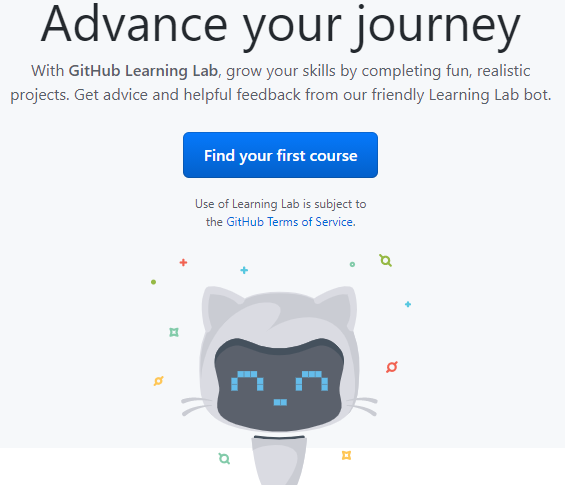 Advance your journey
With GitHub Learning Lab, grow your skills by completing fun, realistic
projects. Get advice and helpful feedback from our friendly Learning Lab bot.
Find your first course
Use of Learning Lab is subject to
the GitHub Terms of Service.